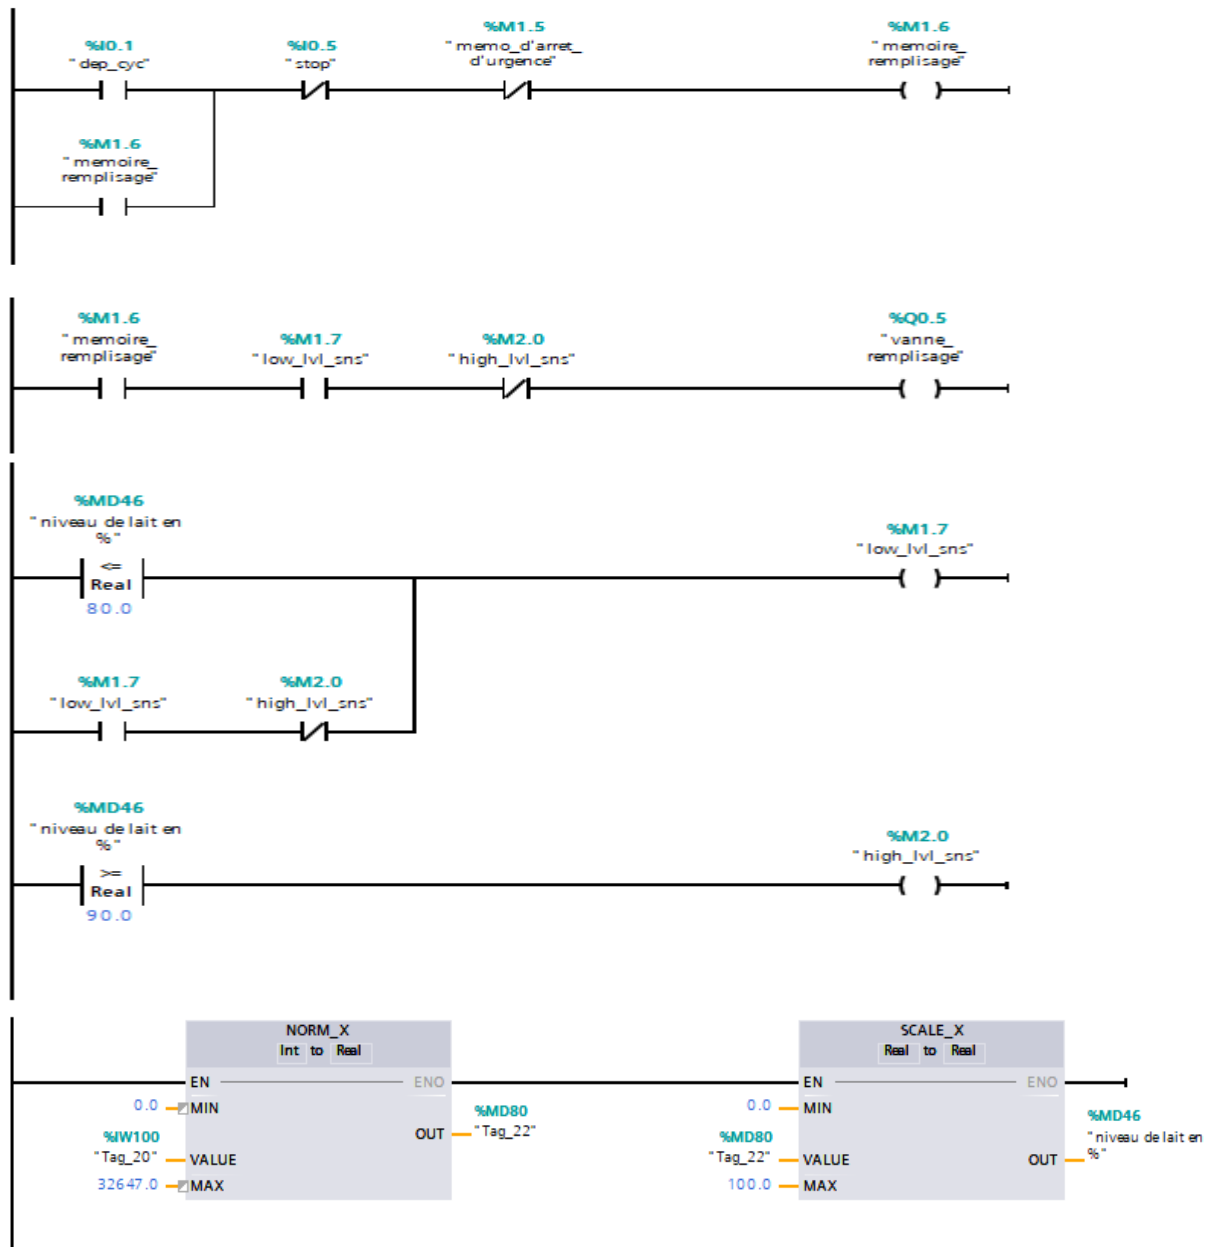 %I0.1
"dep_cyc"
%I0.5
"stop"
%M1.5
"memo_d'arret_
d'urgence"
%M1.6
"memoire_
remplisage"
%M1.6
"memoire_
remplisage"
%M1.6
"memoire_
remplisage"
%M1.7
"low_lvl_sns"
%M2.0
"high_lvl_sns"
%Q0.5
"vanne_
remplisage"
%MD46
"niveau de lait en
%"
<=
Real
80.0
%M1.7
"low_lvl_sns"
%M1.7
"low_lvl_sns"
%M2.0
"high_lvl_sns"
%MD46
"niveau de lait en
%"
>=
Real
90.0
%M2.0
"high_lvl_sns"
NORM_X
Int to Real
EN ENO
0.0 MIN
%IW100
"Tag_20" VALUE
32647.0 MAX
OUT
%MD80
"Tag_22"
SCALE_X
Real to Real
EN ENO
0.0 MIN
%MD80
"Tag_22" VALUE
100.0 MAX
OUT
%MD46
"niveau de lait en
%"